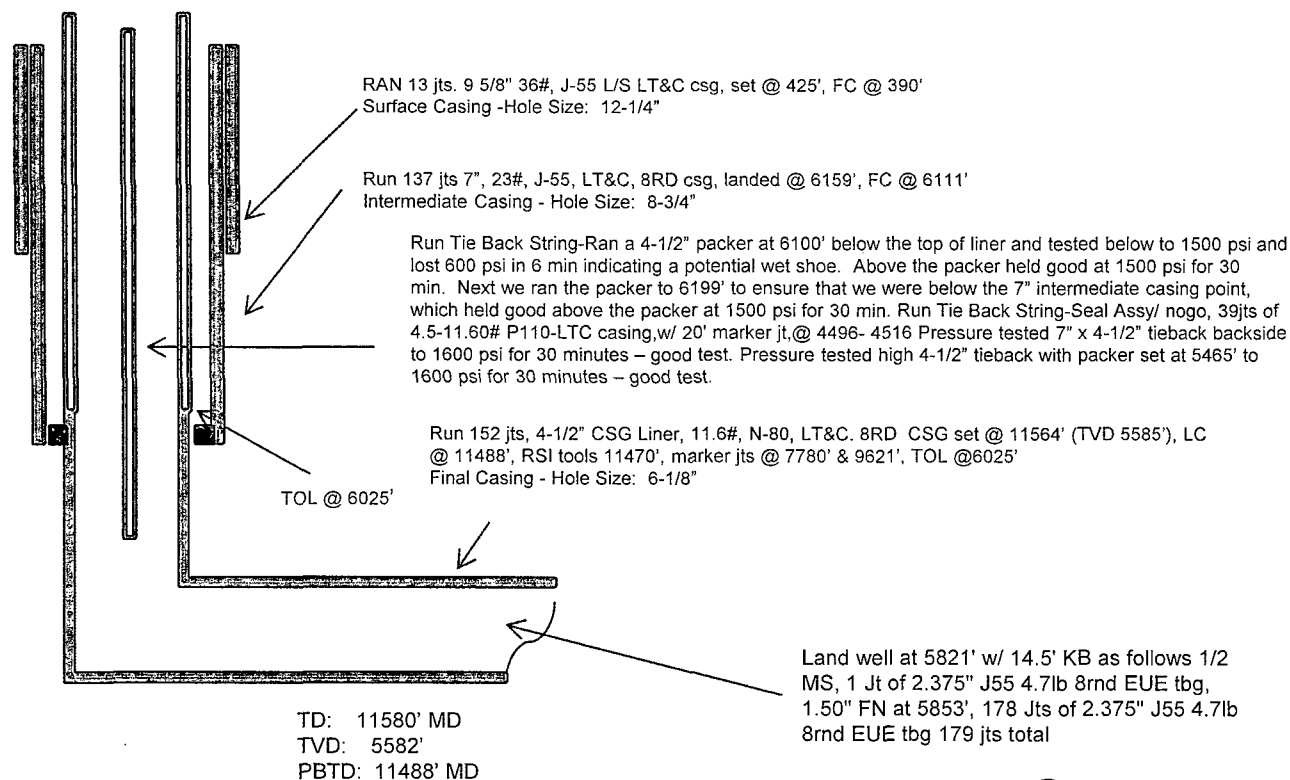 RAN 13 jts. 9 5/8" 36#, J-55 L/S LT&C csg, set @ 425', FC @ 390'
Surface Casing -Hole Size: 12-1/4"
Run 137 jts 7", 23#, J-55, LT&C, 8RD csg, landed @ 6159', FC @ 6111'
Intermediate Casing - Hole Size: 8-3/4"
Run Tie Back String-Ran a 4-1/2" packer at 6100' below the top of liner and tested below to 1500 psi and
lost 600 psi in 6 min indicating a potential wet shoe. Above the packer held good at 1500 psi for 30
min. Next we ran the packer to 6199' to ensure that we were below the 7" intermediate casing point,
which held good above the packer at 1500 psi for 30 min. Run Tie Back String-Seal Assy/ nogo, 39jts of
4.5-11.60# P110-LTC casing,w/ 20' marker jt,@ 4496- 4516 Pressure tested 7" x 4-1/2" tieback backside
to 1600 psi for 30 minutes – good test. Pressure tested high 4-1/2" tieback with packer set at 5465' to
1600 psi for 30 minutes – good test.
Run 152 jts, 4-1/2" CSG Liner, 11.6#, N-80, LT&C. 8RD CSG set @ 11564' (TVD 5585'), LC
@ 11488', RSI tools 11470', marker jts @ 7780' & 9621', TOL @6025'
Final Casing - Hole Size: 6-1/8"
TOL @ 6025'
Land well at 5821' w/ 14.5' KB as follows 1/2
MS, 1 Jt of 2.375" J55 4.7lb 8rnd EUE tbg,
1.50" FN at 5853', 178 Jts of 2.375" J55 4.7lb
8rnd EUE tbg 179 jts total
TD: 11580' MD
TVD: 5582'
PBTD: 11488' MD